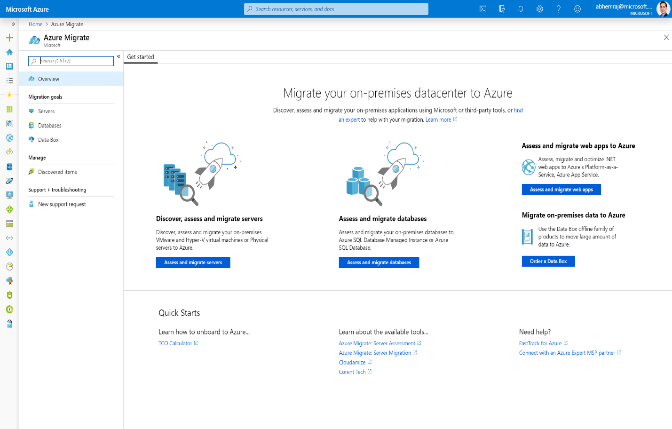 Microsoft Azure
Search resources, services, and docs
abhemraj@microsoft....
MICROSOFT
Home > Azure Migrate
Azure Migrate
Microsoft
Get started
Overview
Migration goals
Servers
Databases
Data Box
Manage
Discovered items
Support + troubleshooting
New support request
Migrate your on-premises datacenter to Azure
Discover, assess and migrate your on-premises applications using Microsoft or third-party tools, or find
an expert to help with your migration. Learn more
Discover, assess and migrate servers
Discover, assess and migrate your on-premises
VMware and Hyper-V virtual machines or Physical
servers to Azure.
Assess and migrate servers
Assess and migrate databases
Assess and migrate your on-premises databases to
Azure SQL Database Managed Instance or Azure
SQL Database.
Assess and migrate databases
Assess and migrate web apps to Azure
Assess, migrate and optimize .NET
web apps to Azure's Platform-as-a-
Service, Azure App Service.
Assess and migrate web apps
Migrate on-premises data to Azure
Use the Data Box offline family of
products to move large amount of
data to Azure.
Order a Data Box
Quick Starts
Learn how to onboard to Azure...
TCO Calculator
Learn about the available tools...
Azure Migrate: Server Assessment
Azure Migrate: Server Migration
Cloudamize
Corent Tech
Need help?
FastTrack for Azure
Connect with an Azure Expert MSP partner